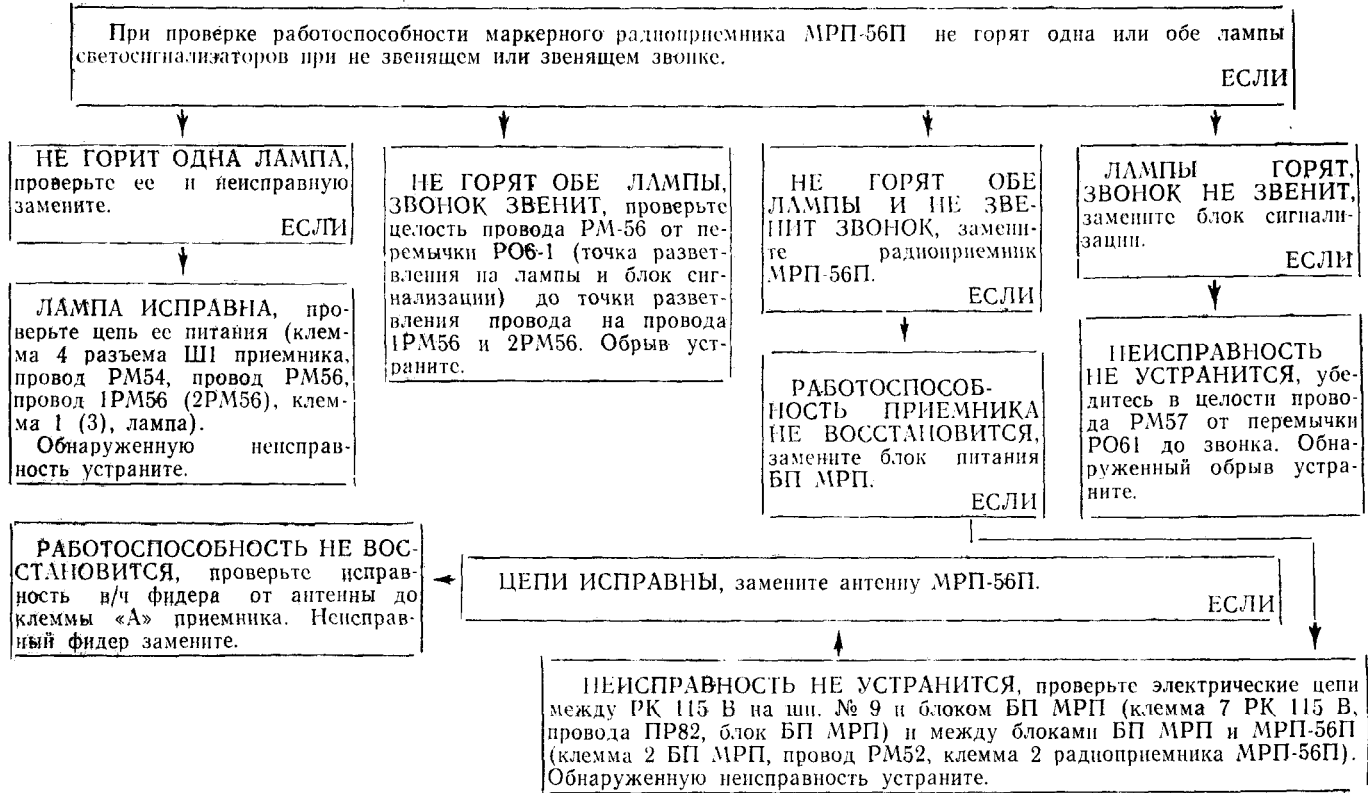 При проверке работоспособности маркерного радиоприемника МРП-56П не горят одна или обе лампы
светосигнализаторов при не звенящем или звенящем звонке.
ЕСЛИ
НЕ ГОРИТ ОДНА ЛАМПА,
проверьте ее и неисправную
замените.
ЕСЛИ
ЛАМПА ИСПРАВНА, про-
верьте цепь ее питания (клем-
ма 4 разъема Ш1 приемника,
провод РМ54, провод РМ56,
провод 1РМ56 (2РМ56), клем-
ма 1 (3), лампа).
Обнаруженную неисправ-
ность устраните.
НЕ ГОРЯТ ОБЕ ЛАМПЫ,
ЗВОНОК ЗВЕНИТ, проверьте
целость провода РМ-56 от пе-
ремычки РО6-1 (точка развет-
вления на лампы и блок сиг-
нализации) до точки развет-
вления провода на провода
1РМ56 и 2РМ56. Обрыв уст-
раните.
НЕ ГОРЯТ ОБЕ
ЛАМПЫ И НЕ ЗВЕ-
НИТ ЗВОНОК, замени-
те радиоприемник
МРП-56П.
ЕСЛИ
РАБОТОСПОСОБ-
НОСТЬ ПРИЕМНИКА
НЕ ВОССТАНОВИТСЯ,
замените блок питания
БП МРП.
ЕСЛИ
ЛАМПЫ ГОРЯТ,
ЗВОНОК НЕ ЗВЕНИТ,
замените блок сигнали-
зации.
ЕСЛИ
НЕИСПРАВНОСТЬ
НЕ УСТРАНИТСЯ, убе-
дитесь в целости прово-
да РМ57 от перемычки
РО61 до звонка. Обна-
руженный обрыв устра-
ните.
НЕИСПРАВНОСТЬ НЕ УСТРАНИТСЯ, проверьте электрические цепи
между РК 115 В на шп. № 9 и блоком БП МРП (клемма 7 РК 115 В,
провода ПР82, блок БП МРП) и между блоками БП МРП и МРП-56П
(клемма 2 БП МРП, провод РМ52, клемма 2 радиоприемника МРП-56П).
Обнаруженную неисправность устраните.
ЦЕПИ ИСПРАВНЫ, замените антенну МРП-56П.
ЕСЛИ
РАБОТОСПОСОБНОСТЬ НЕ ВОС-
СТАНОВИТСЯ, проверьте исправ-
ность в/ч фидера от антенны до
клеммы «А» приемника. Неисправ-
ный фидер замените.